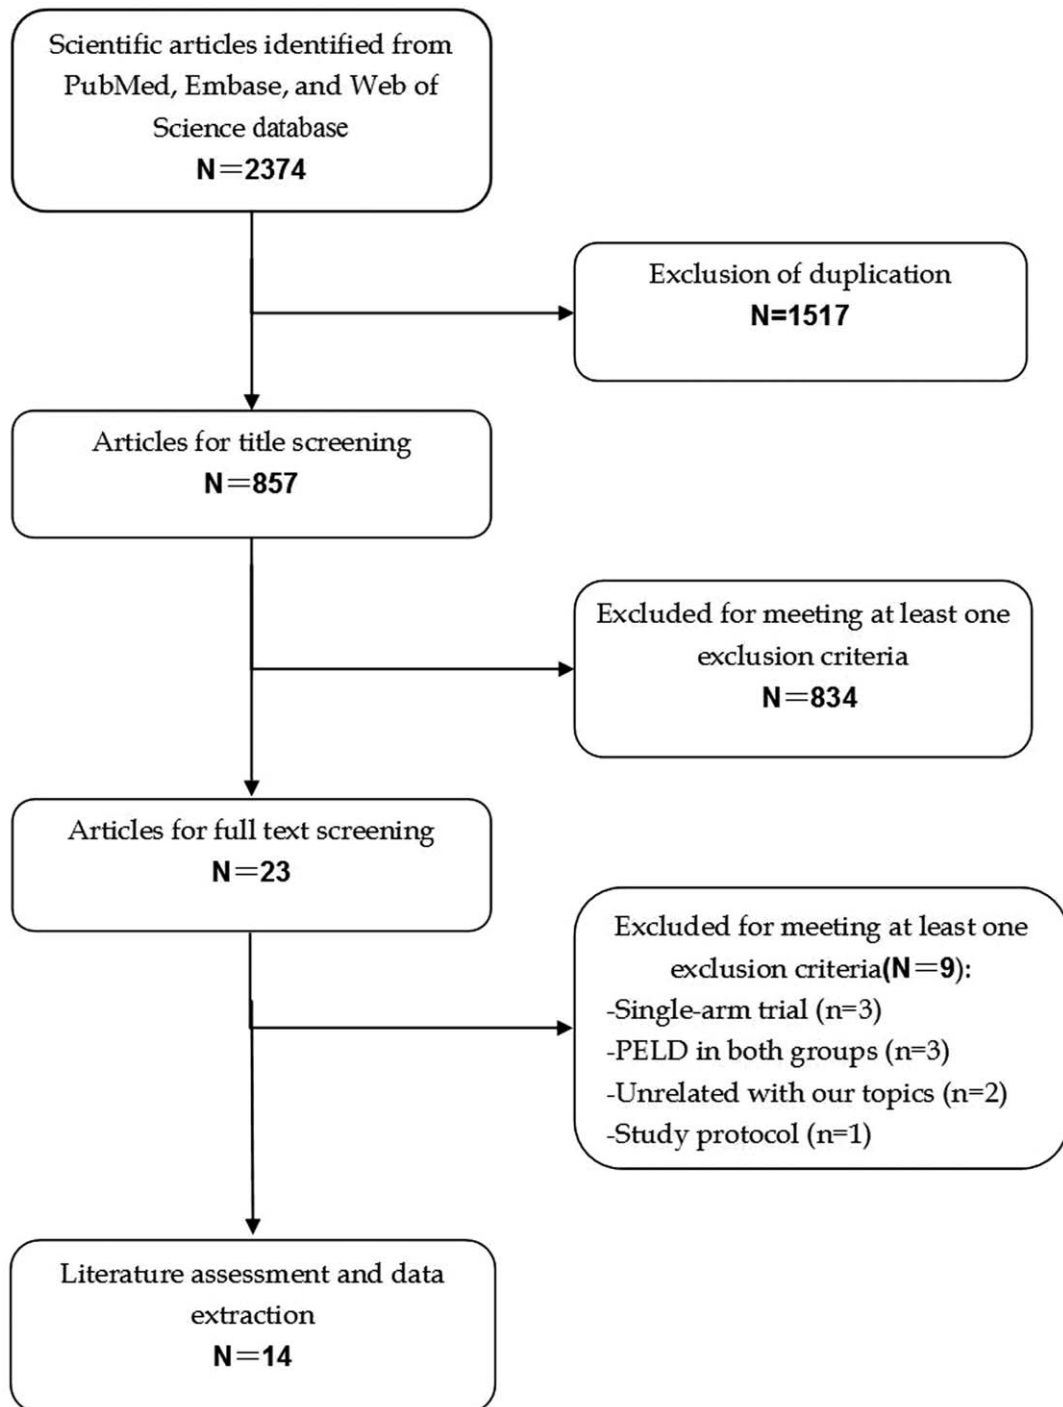 Scientific articles identified from
PubMed, Embase, and Web of
Science database
N＝2374
Exclusion of duplication
N=1517
Articles for title screening
N＝857
Excluded for meeting at least one
exclusion criteria
N＝834
Articles for full text screening
N＝23
Excluded for meeting at least one
exclusion criteria(N＝9):
-Single-arm trial (n=3)
-PELD in both groups (n=3)
-Unrelated with our topics (n=2)
-Study protocol (n=1)
Literature assessment and data
extraction
N＝14